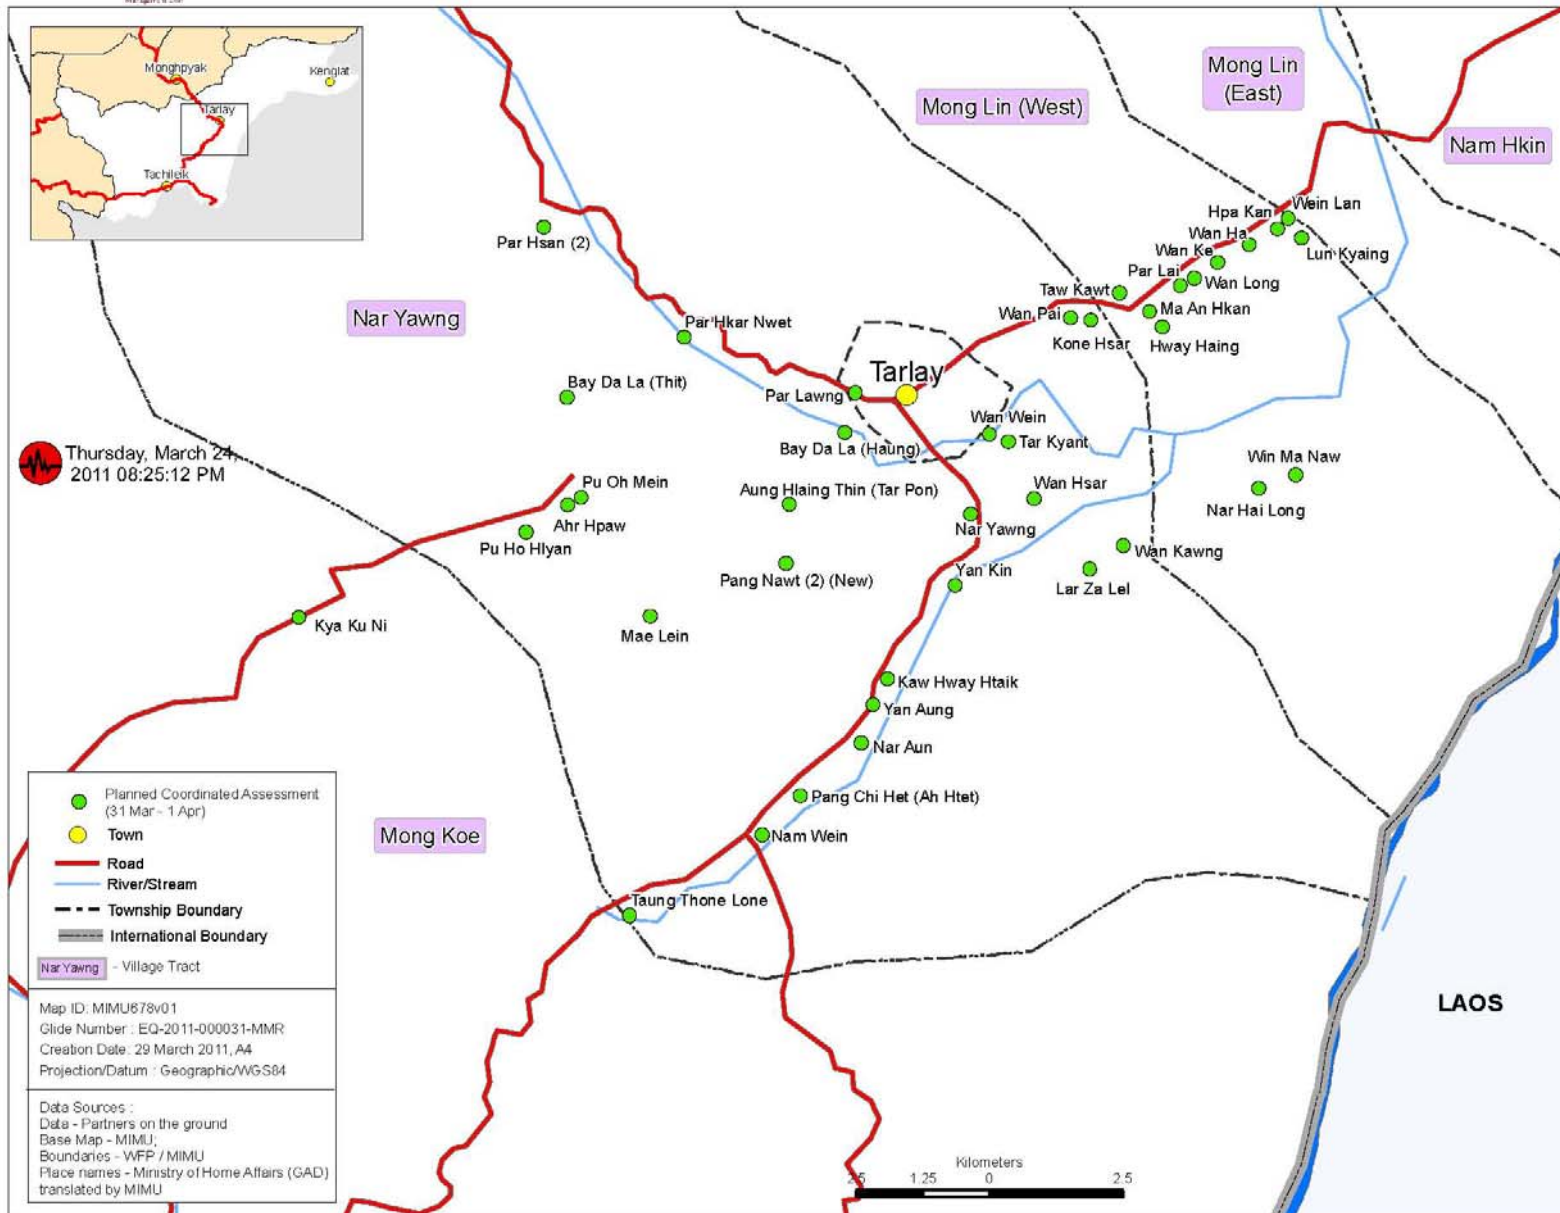 Monghpyak
Kenglat
Tarlay
Tachileik
Mong Lin (West)
Mong Lin
(East)
Nam Hkin
Wein Lan
Hpa Kan
Wan Ha
Lun Kyaing
Wan Ke
Par Lai
Wan Long
Taw Kawt
Ma An Hkan
Wan Pai
Kone Hsar
Hway Haing
Par Hsan (2)
Nar Yawng
Par Hkar Nwet
Tarlay
Bay Da La (Thit)
Par Lawng
Wan Wein
Tar Kyant
Bay Da La (Haung)
Thursday, March 24,
2011 08:25:12 PM
Win Ma Naw
Pu Oh Mein
Aung Hlaing Thin (Tar Pon)
Wan Hsar
Nar Hai Long
Ahr Hpaw
Nar Yawng
Pu Ho Hlyan
Wan Kawng
Pang Nawt (2) (New)
Yan Kin
Lar Za Lel
Kya Ku Ni
Mae Lein
Kaw Hway Htaik
Yan Aung
Nar Aun
Pang Chi Het (Ah Htet)
Mong Koe
Nam Wein
Taung Thone Lone
LAOS
Planned Coordinated Assessment
(31 Mar - 1 Apr)
Town
Road
River/Stream
Township Boundary
International Boundary
Nar Yawng - Village Tract
Map ID: MIMU678v01
Glide Number : EQ-2011-000031-MMR
Creation Date: 29 March 2011, A4
Projection/Datum : Geographic/WGS84
Data Sources :
Data - Partners on the ground
Base Map - MIMU;
Boundaries - WFP / MIMU
Place names - Ministry of Home Affairs (GAD)
translated by MIMU
Kilometers
1.25 0 2.5